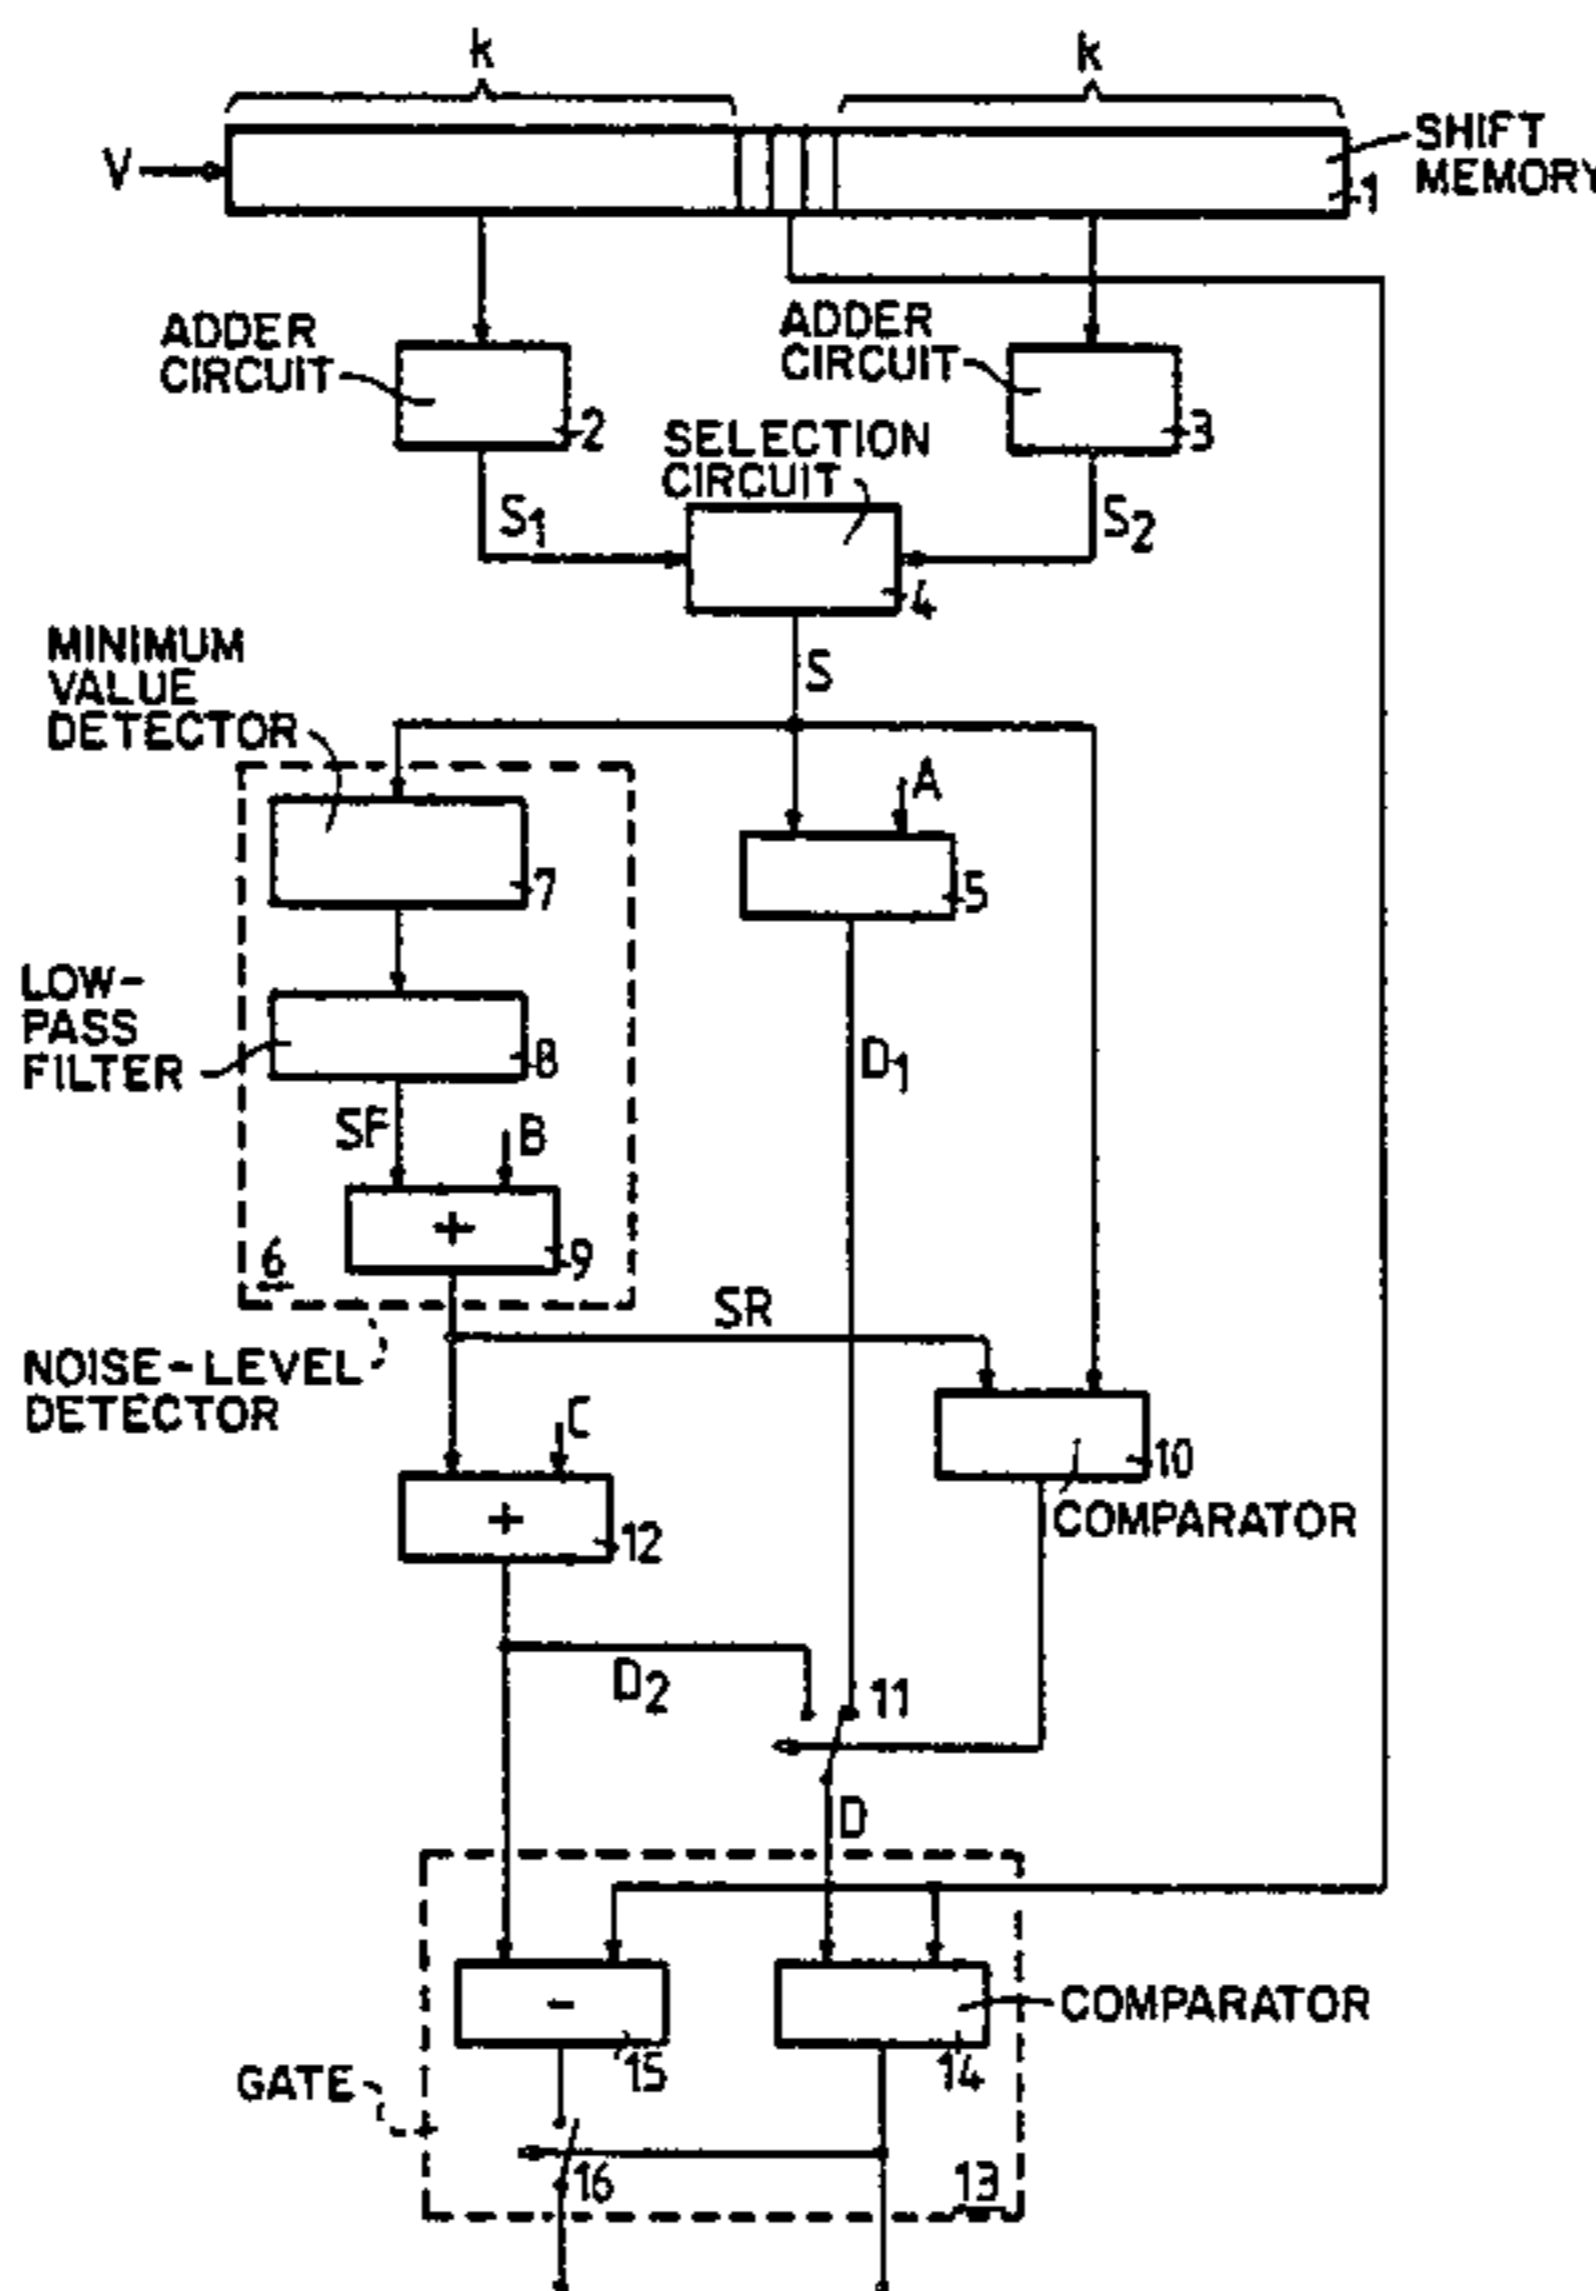 k k
V
SHIFT
MEMORY
1
ADDER
CIRCUIT
2
ADDER
CIRCUIT
3
SELECTION
CIRCUIT
S1
S2
4
S
MINIMUM
VALUE
DETECTOR
A
7
5
LOW-
PASS
FILTER
8
D1
SF
B
+
9
6
SR
NOISE-LEVEL
DETECTOR
C
10
COMPARATOR
+
12
D2
11
D
-
COMPARATOR
15
14
GATE
16
13